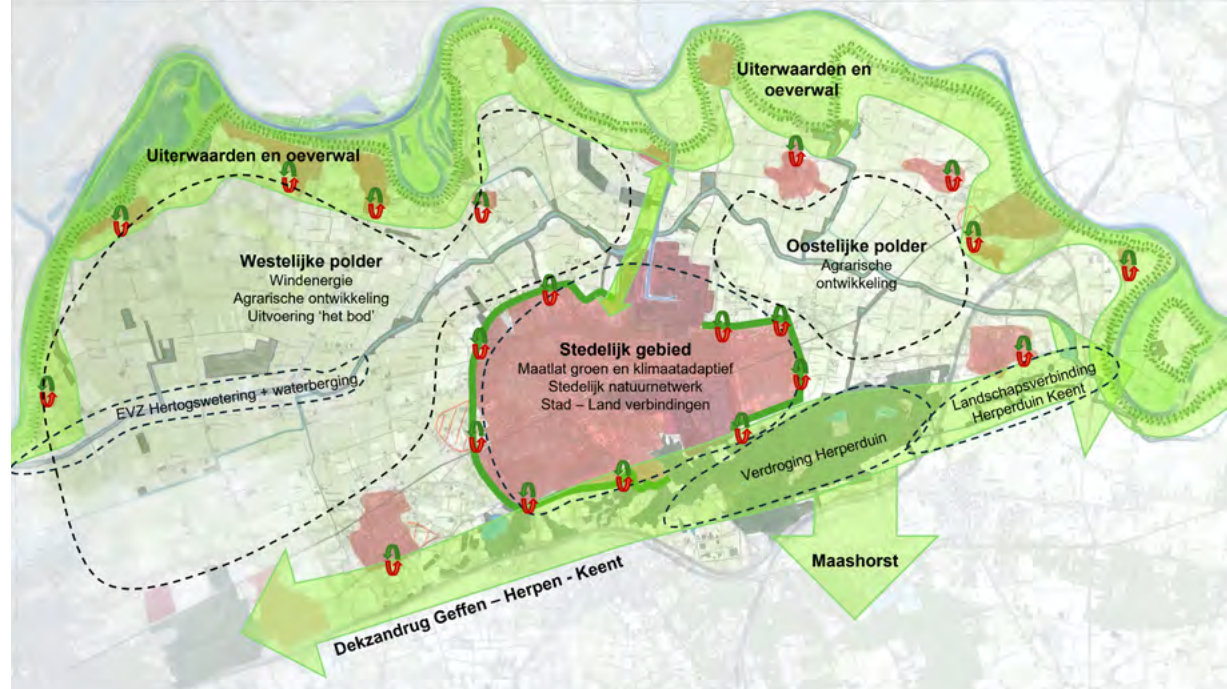 Uiterwaarden en
oeverwal
Uiterwaarden en oeverwal
Westelijke polder
Windenergie
Agrarische ontwikkeling
Uitvoering ‘het bod’
Oostelijke polder
Agrarische
ontwikkeling
Stedelijk gebied
Maatlat groen en klimaatadaptief
Stedelijk natuurnetwerk
Stad – Land verbindingen
EVZ Hertogswetering + waterberging
Landschapsverbinding
Herperduin Keent
Verdroging Herperduin
Maashorst
Dekzandrug Geffen – Herpen - Keent